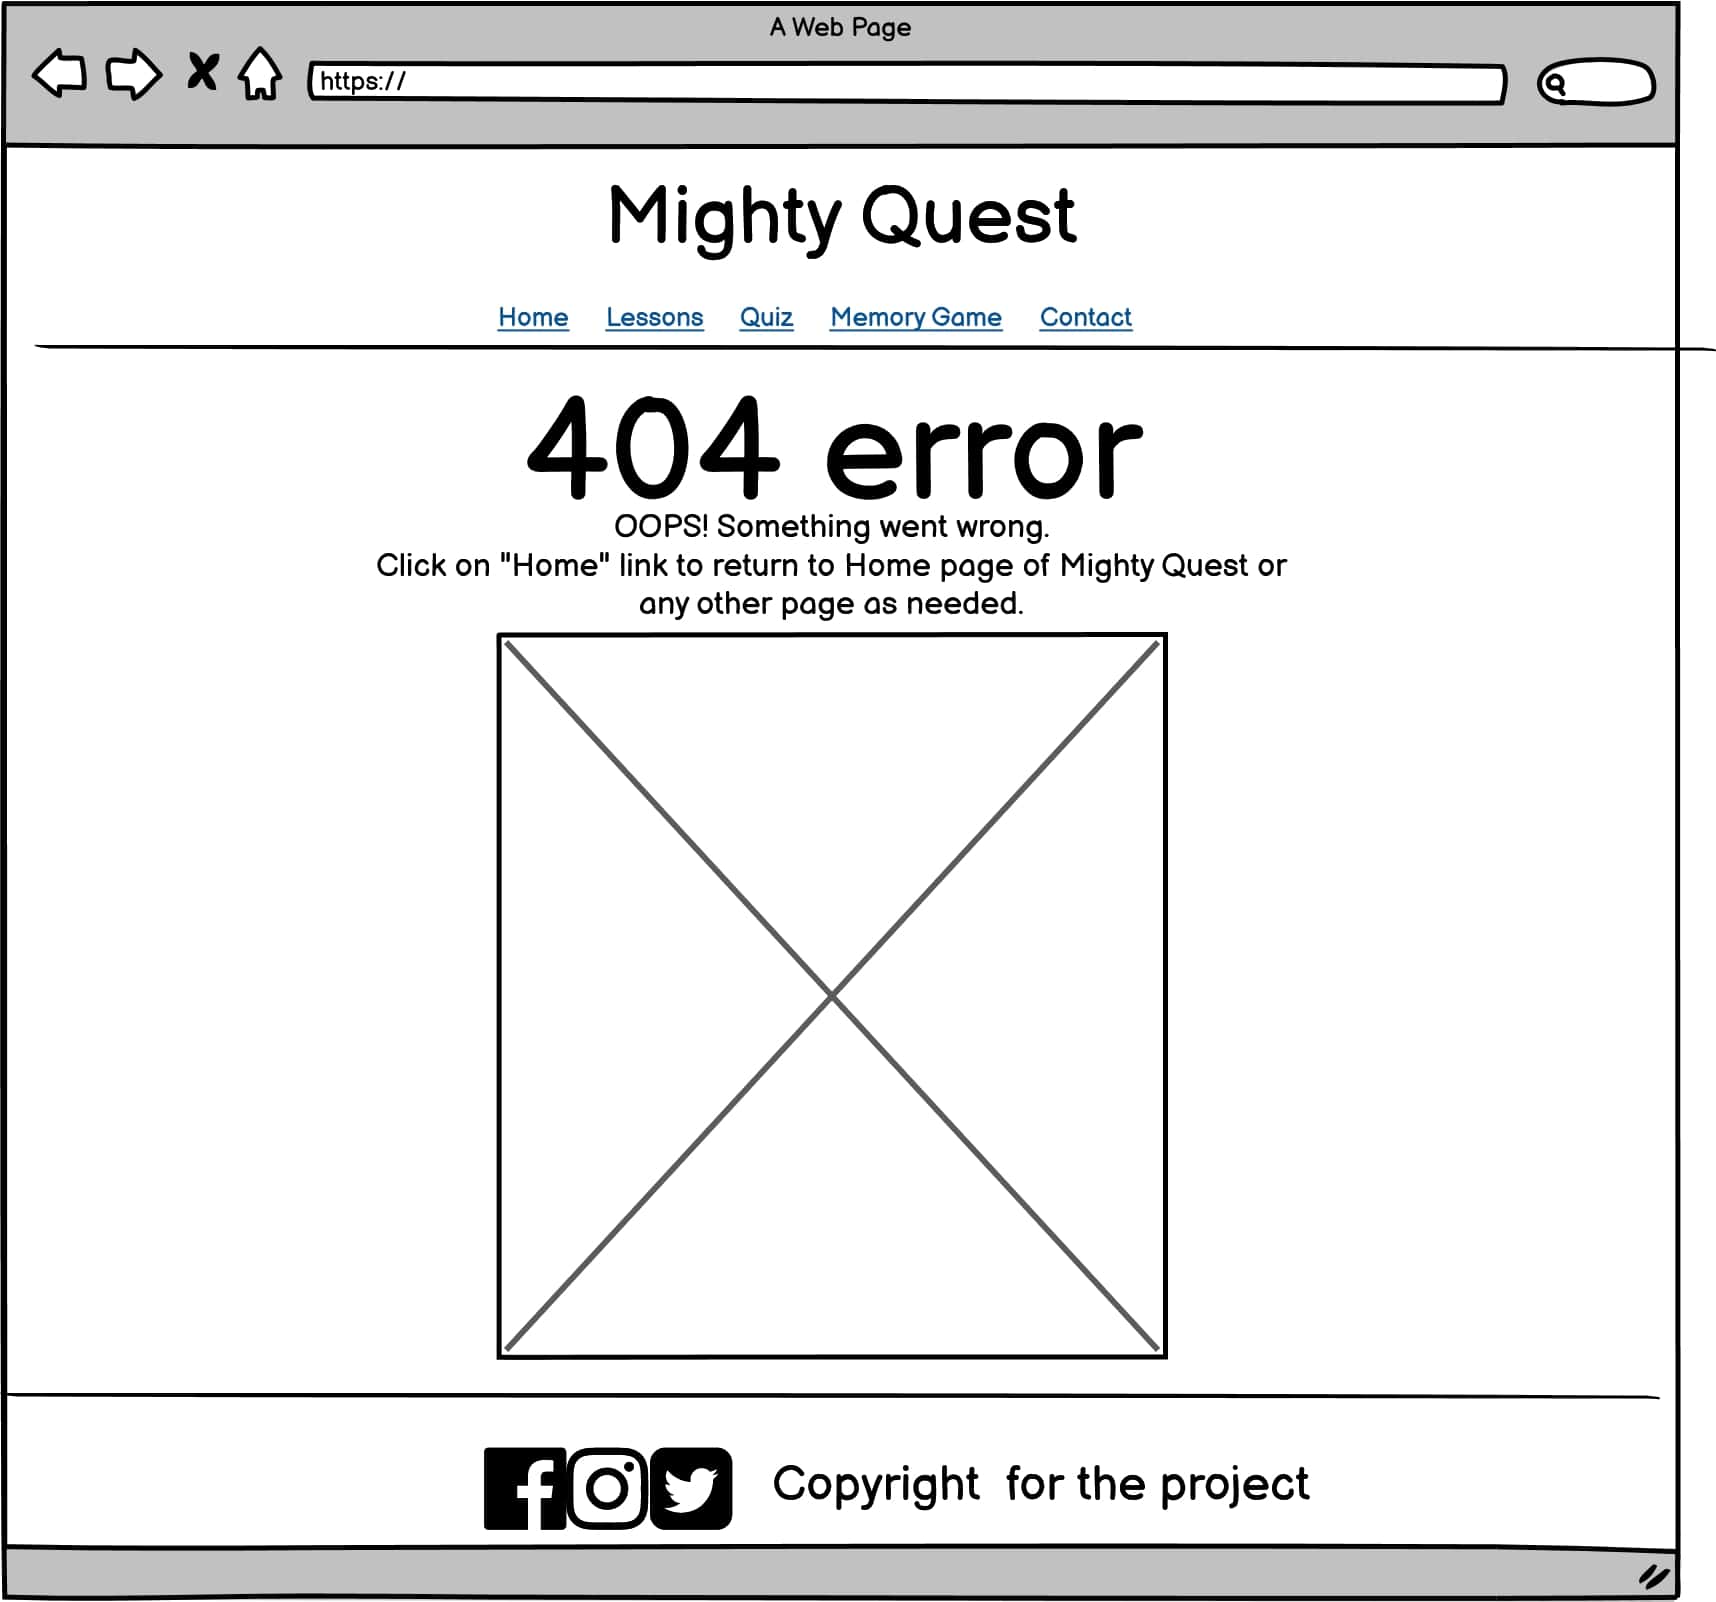 A Web Page
https://
Mighty Quest
Home Lessons Quiz Memory Game Contact
404 error
OOPS! Something went wrong.
Click on "Home" link to return to Home page of Mighty Quest or
any other page as needed.
Copyright for the project